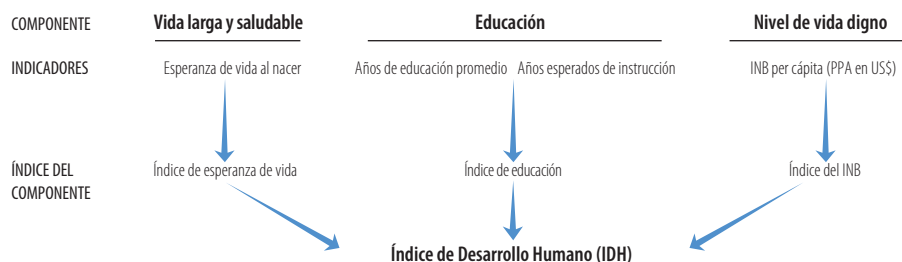 COMPONENTE Vida larga y saludable Educación Nivel de vida digno
INDICADORES Esperanza de vida al nacer Años de educación promedio Años esperados de instrucción INB per cápita (PPA en US$)
ÍNDICE DEL Índice de esperanza de vida Índice de educación Índice del INB
COMPONENTE
Índice de Desarrollo Humano (IDH)